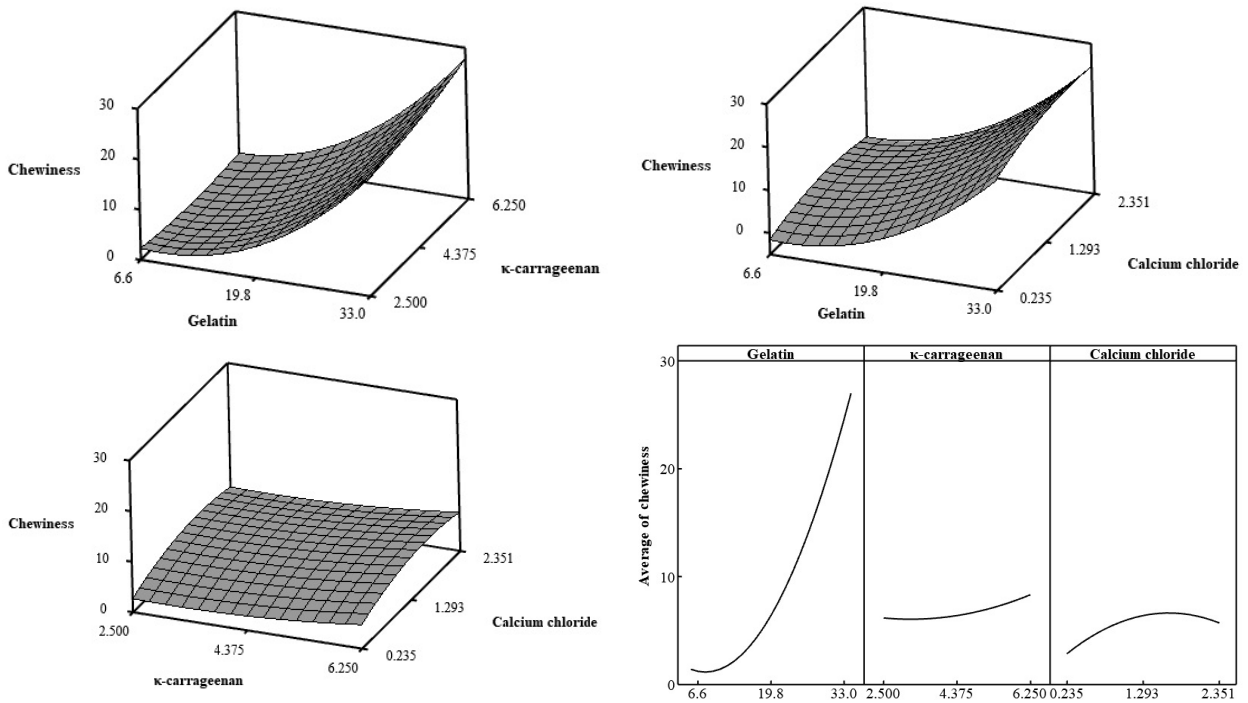 30
20
10
0
Chewiness
6.6
19.8
33.0
Gelatin
2.500
4.375
6.250
κ-carrageenan
30
20
10
0
Chewiness
6.6
19.8
33.0
Gelatin
0.235
1.293
2.351
Calcium chloride
30
20
10
0
Chewiness
2.500
4.375
6.250
κ-carrageenan
0.235
1.293
2.351
Calcium chloride
Gelatin κ-carrageenan Calcium chloride
30
20
10
0
Average of chewiness
6.6 19.8 33.0 2.500 4.375 6.250 0.235 1.293 2.351